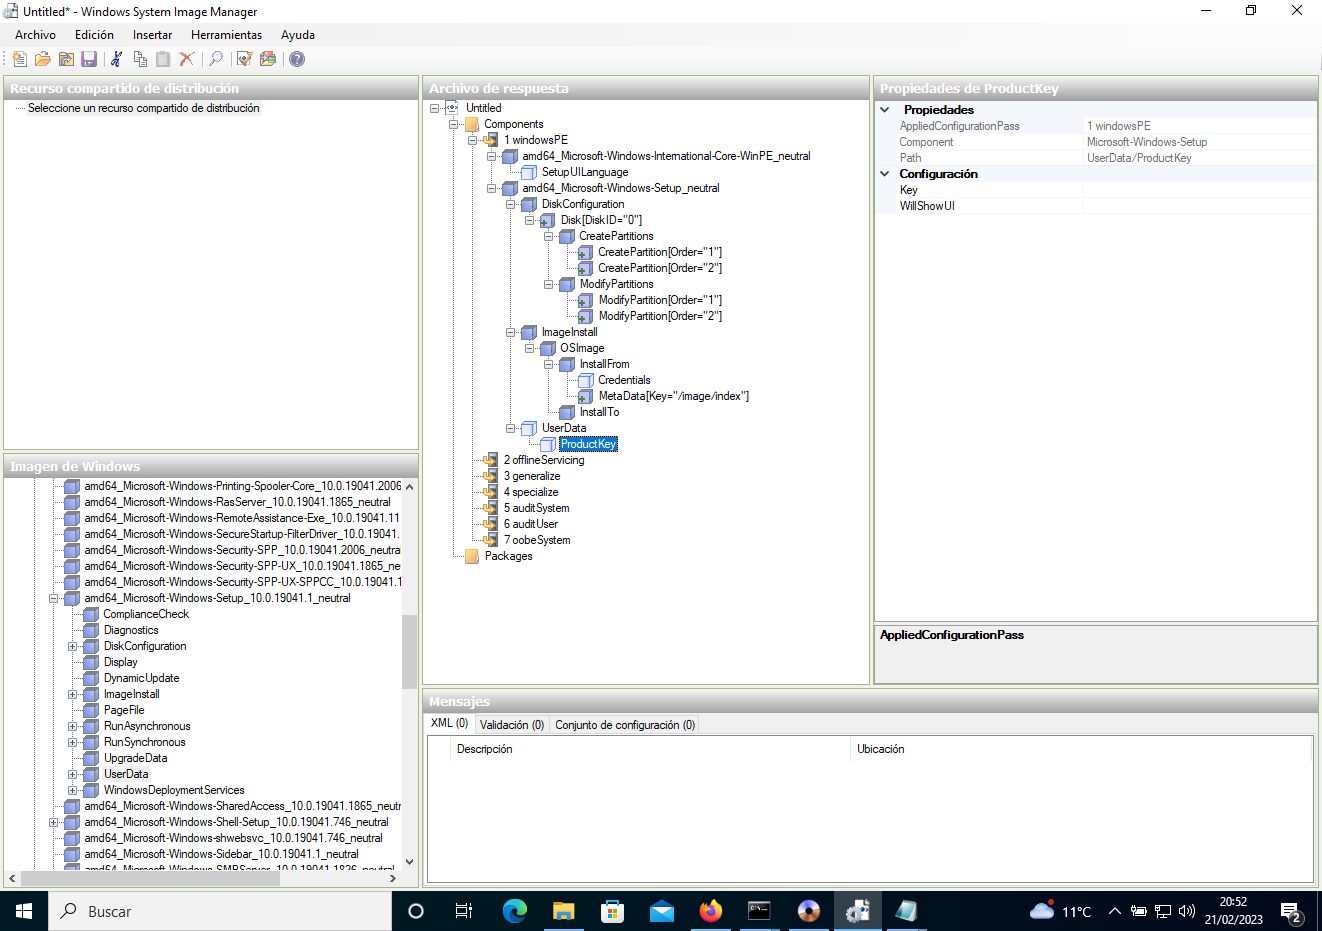 Untitled* - Windows System Image Manager
Archivo Edición Insertar Herramientas Ayuda
Recurso compartido de distribución
Seleccione un recurso compartido de distribución
Imagen de Windows
amd64_Microsoft-Windows-Printing-Spooler-Core_10.0.19041.2006
amd64_Microsoft-Windows-RasServer_10.0.19041.1865_neutral
amd64_Microsoft-Windows-RemoteAssistance-Exe_10.0.19041.11
amd64_Microsoft-Windows-SecureStartup-FilterDriver_10.0.19041.
amd64_Microsoft-Windows-Security-SPP_10.0.19041.2006_neutral
amd64_Microsoft-Windows-Security-SPP-UX_10.0.19041.1865_ne
amd64_Microsoft-Windows-Security-SPP-UX-SPPCC_10.0.19041.1
amd64_Microsoft-Windows-Setup_10.0.19041.1_neutral
ComplianceCheck
Diagnostics
DiskConfiguration
Display
DynamicUpdate
ImageInstall
PageFile
RunAsynchronous
RunSynchronous
UpgradeData
UserData
WindowsDeploymentServices
amd64_Microsoft-Windows-SharedAccess_10.0.19041.1865_neutr
amd64_Microsoft-Windows-Shell-Setup_10.0.19041.746_neutral
amd64_Microsoft-Windows-shwebsvc_10.0.19041.746_neutral
amd64_Microsoft-Windows-Sidebar_10.0.19041.1_neutral
amd64_Microsoft-Windows-SMBServer_10.0.19041.1826_neutral
Archivo de respuesta
Untitled
Components
1 windowsPE
amd64_Microsoft-Windows-International-Core-WinPE_neutral
SetupUILanguage
amd64_Microsoft-Windows-Setup_neutral
DiskConfiguration
Disk[DiskID="0"]
CreatePartitions
CreatePartition[Order="1"]
CreatePartition[Order="2"]
ModifyPartitions
ModifyPartition[Order="1"]
ModifyPartition[Order="2"]
ImageInstall
OSImage
InstallFrom
Credentials
MetaData[Key="/image/index"]
InstallTo
UserData
ProductKey
2 offlineServicing
3 generalize
4 specialize
5 auditSystem
6 auditUser
7 oobeSystem
Packages
Propiedades de ProductKey
Propiedades
AppliedConfigurationPass 1 windowsPE
Component Microsoft-Windows-Setup
Path UserData/ProductKey
Configuración
Key
WillShowUI
AppliedConfigurationPass
Mensajes
XML (0) Validación (0) Conjunto de configuración (0)
Descripción Ubicación
Buscar
11°C
20:52
21/02/2023
2